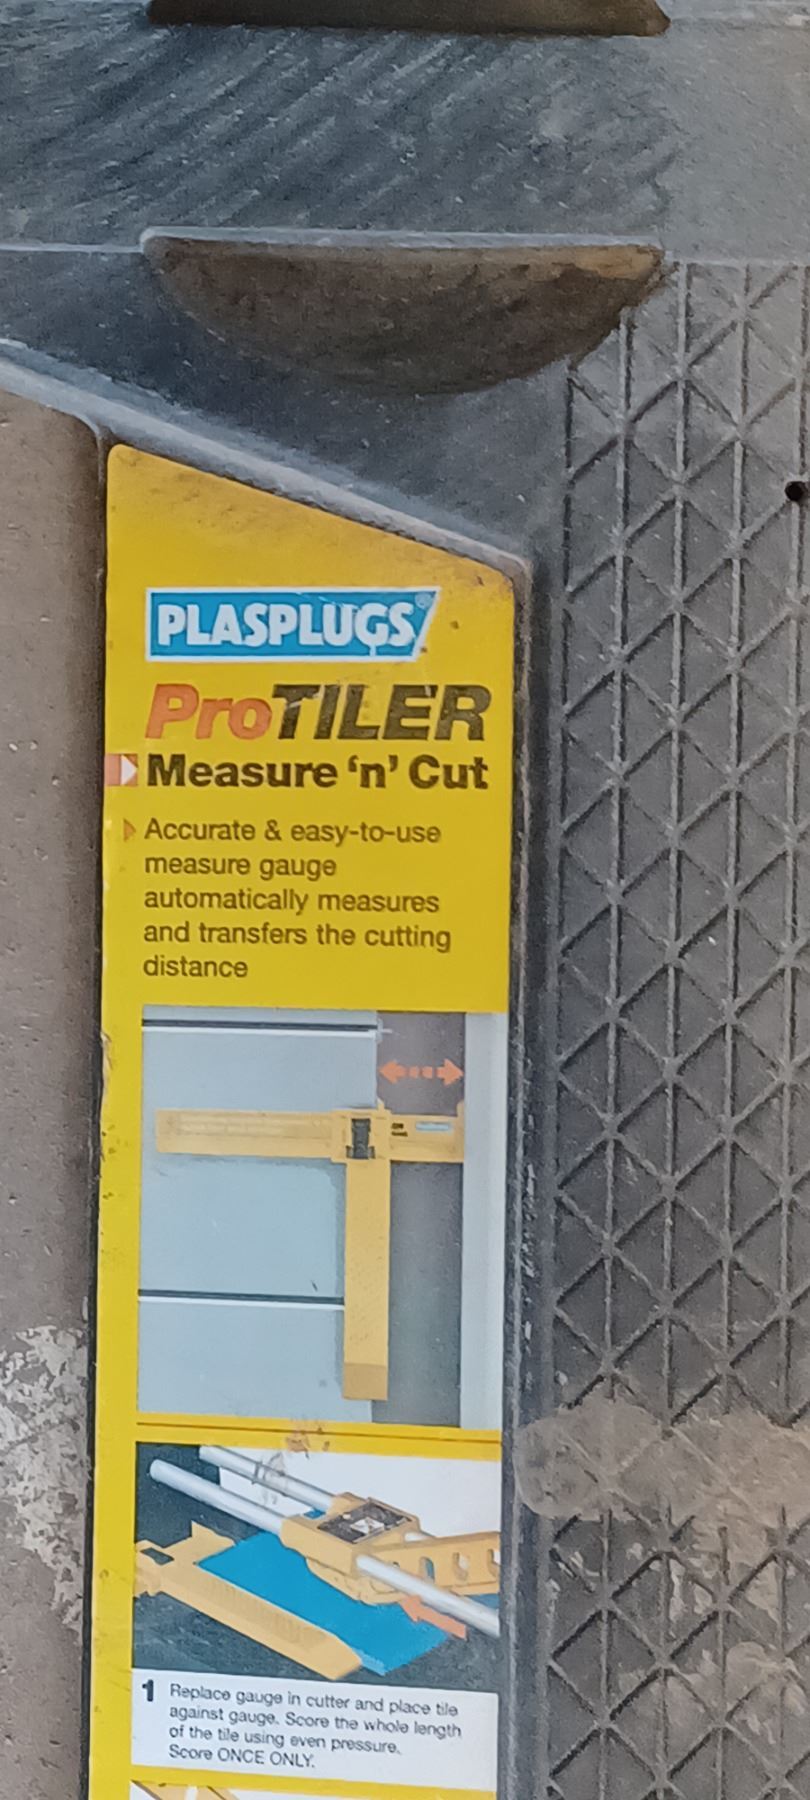 PLASPLUGS®
ProTILER
Measure 'n' Cut
Accurate & easy-to-use
measure gauge
automatically measures
and transfers the cutting
distance
1 Replace gauge in cutter and place tile
against gauge. Score the whole length
of the tile using even pressure.
Score ONCE ONLY.